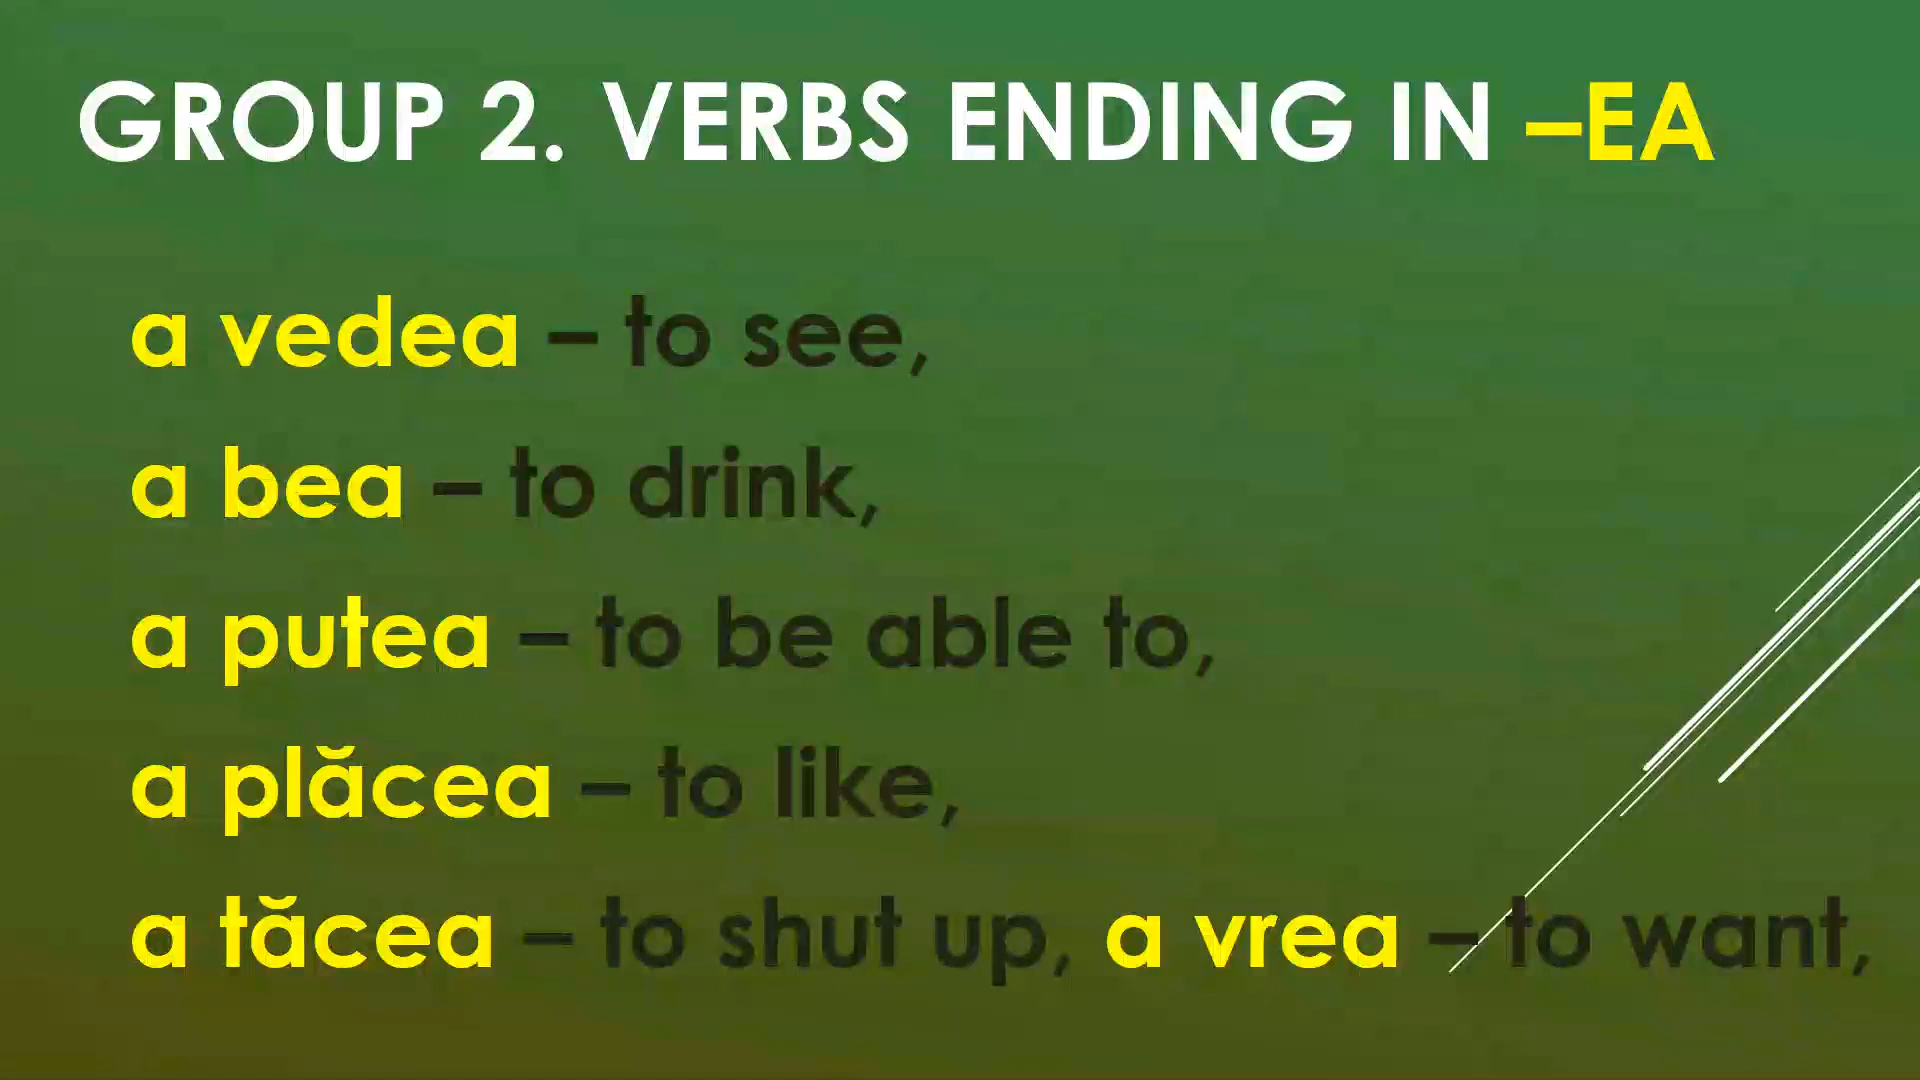 GROUP 2. VERBS ENDING IN –EA
a vedea – to see,
a bea – to drink,
a putea – to be able to,
a plăcea – to like,
a tăcea – to shut up, a vrea – to want,